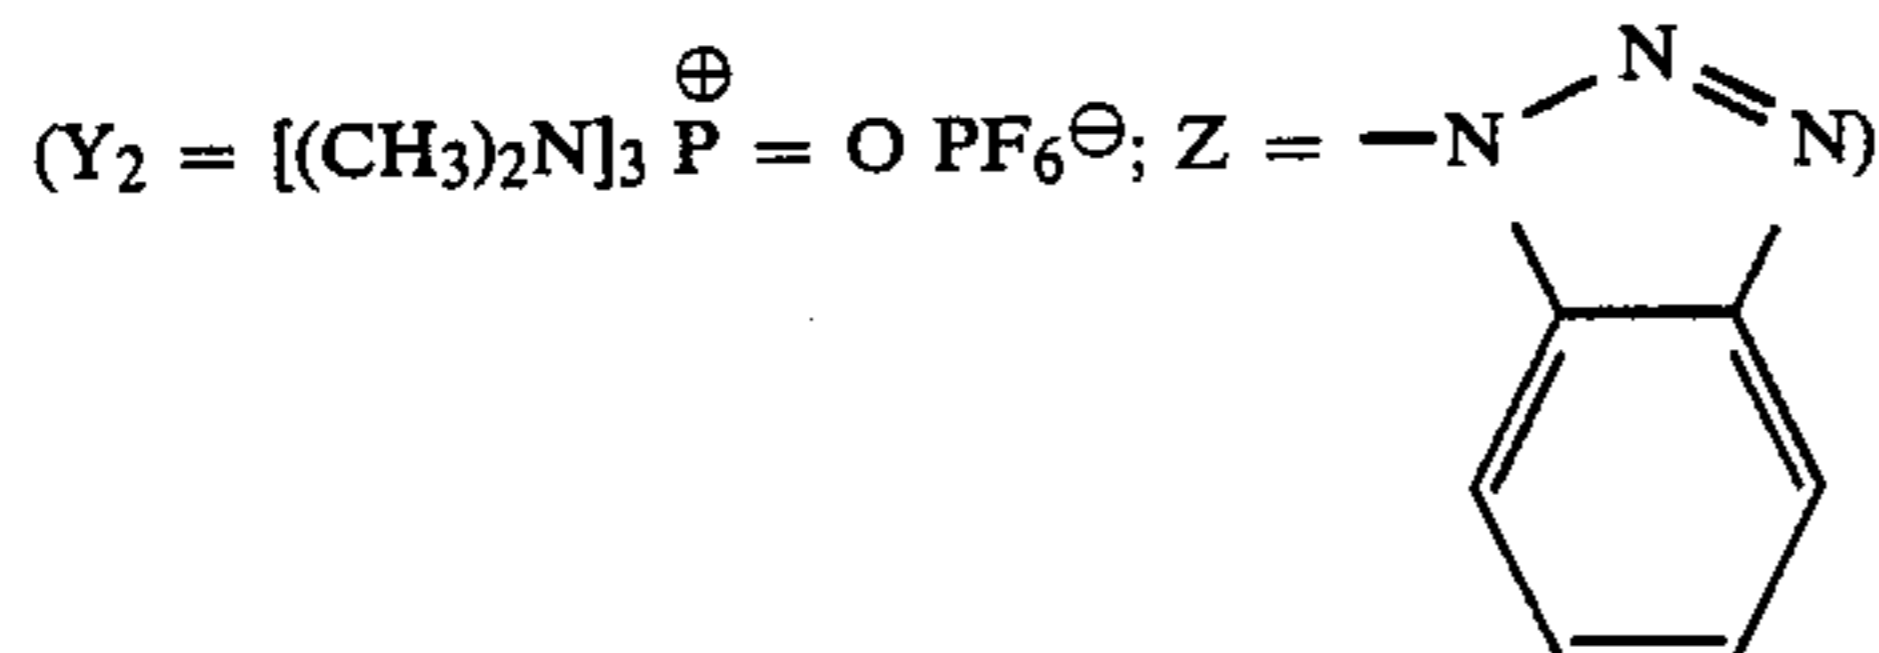 (Y₂ = [(CH₃)₂N]₃ P⊕ = O PF₆⊖; Z = —N N N)